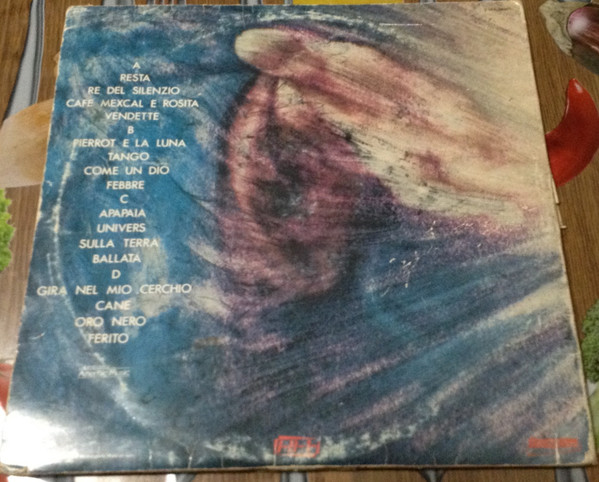 A
RESTA
RE DEL SILENZIO
CAFE MEXCAL E ROSITA
VENDETTE
B
PIERROT E LA LUNA
TANGO
COME UN DIO
FEBBRE
C
APAPAIA
UNIVERS
SULLA TERRA
BALLATA
D
GIRA NEL MIO CERCHIO
CANE
ORO NERO
FERITO